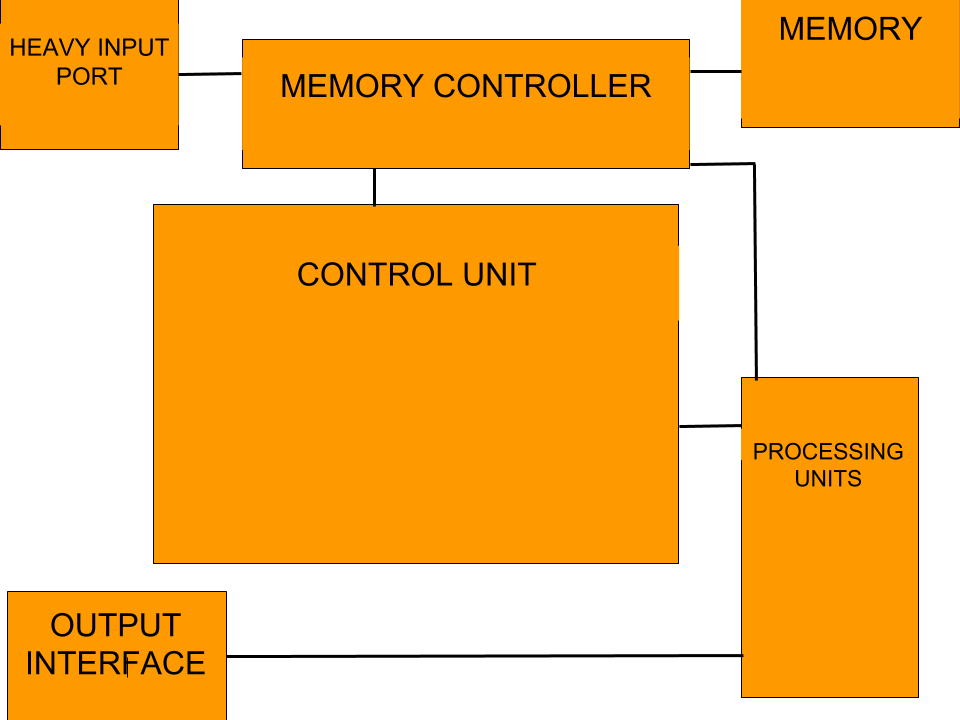 HEAVY INPUT
PORT
MEMORY CONTROLLER
MEMORY
CONTROL UNIT
PROCESSING
UNITS
OUTPUT
INTERFACE